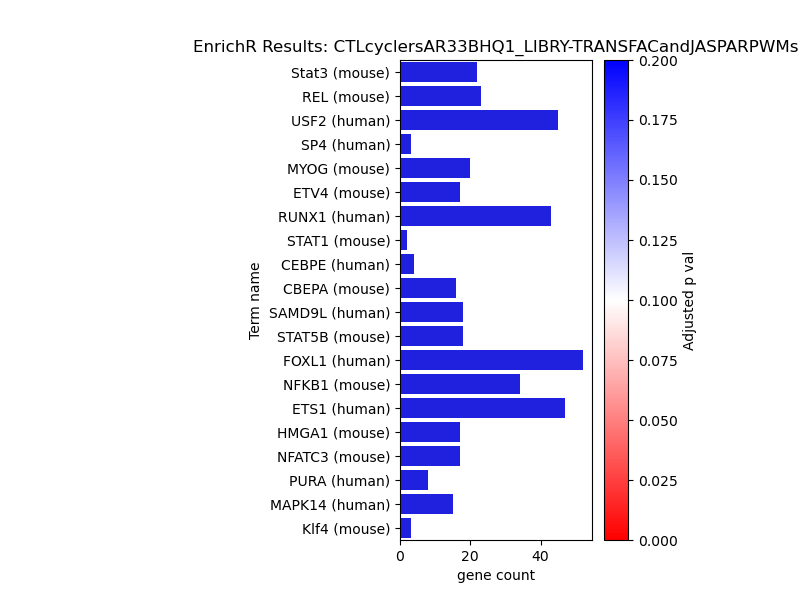 EnrichR Results: CTLcyclersAR33BHQ1_LIBRY-TRANSFACandJASPARPWMs
Stat3 (mouse)
REL (mouse)
USF2 (human)
SP4 (human)
MYOG (mouse)
ETV4 (mouse)
RUNX1 (human)
STAT1 (mouse)
CEBPE (human)
CBEPA (mouse)
SAMD9L (human)
STAT5B (mouse)
FOXL1 (human)
NFKB1 (mouse)
ETS1 (human)
HMGA1 (mouse)
NFATC3 (mouse)
PURA (human)
MAPK14 (human)
Klf4 (mouse)
Term name
0 20 40
gene count
0.200
0.175
0.150
0.125
0.100
0.075
0.050
0.025
0.000
Adjusted p val